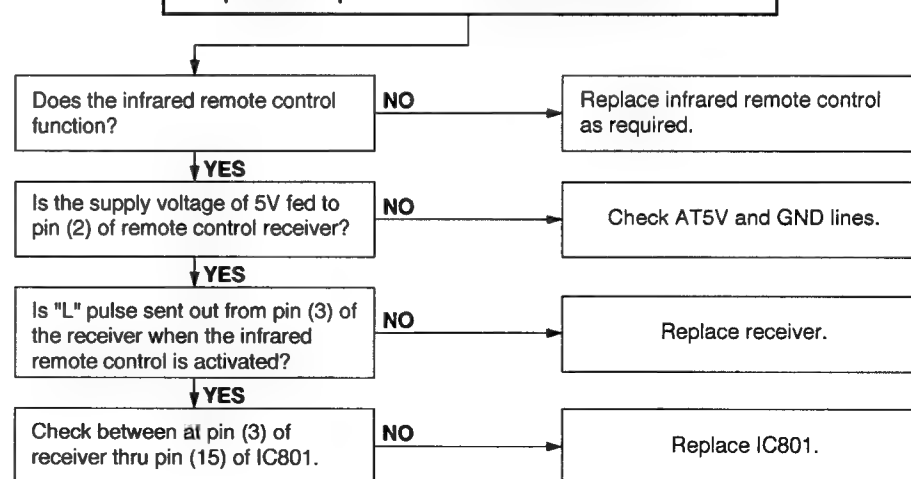 Does the infrared remote control
function?
NO
Replace infrared remote control
as required.
YES
Is the supply voltage of 5V fed to
pin (2) of remote control receiver?
NO
Check AT5V and GND lines.
YES
Is "L" pulse sent out from pin (3) of
the receiver when the infrared
remote control is activated?
NO
Replace receiver.
YES
Check between at pin (3) of
receiver thru pin (15) of IC801.
NO
Replace IC801.